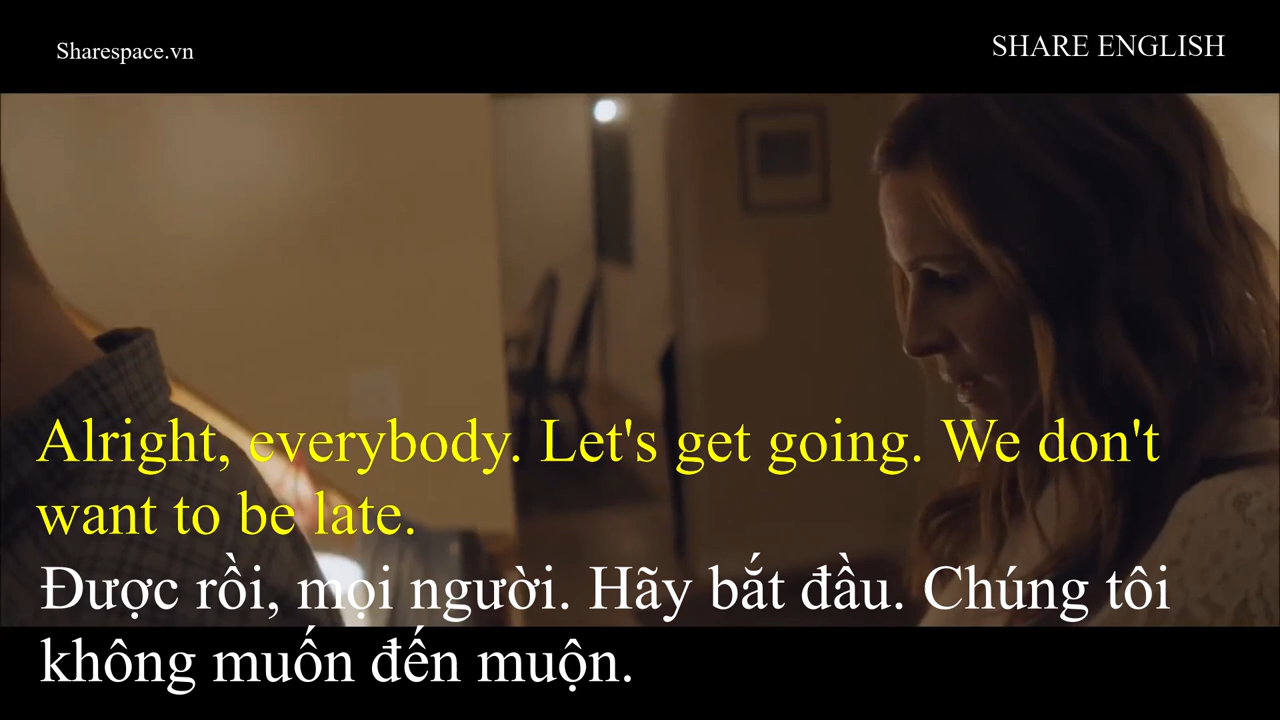 Sharespace.vn
SHARE ENGLISH
Alright, everybody. Let's get going. We don't
want to be late.
Được rồi, mọi người. Hãy bắt đầu. Chúng tôi
không muốn đến muộn.